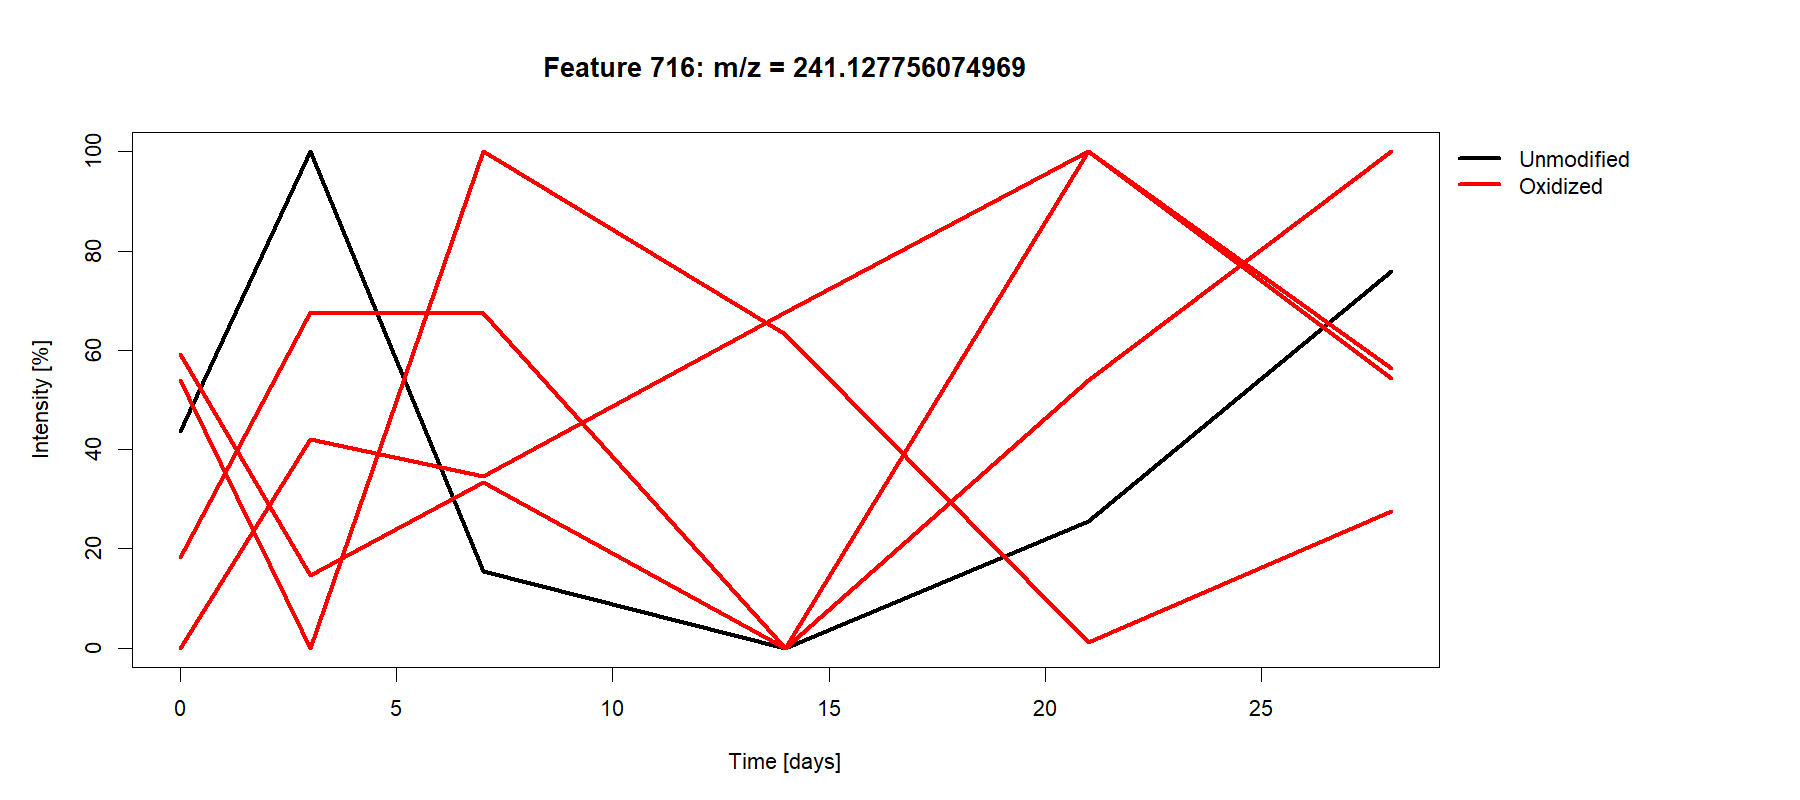 Feature 716: m/z = 241.127756074969
Unmodified
Oxidized
Intensity [%]
100
80
60
40
20
0
0 5 10 15 20 25
Time [days]